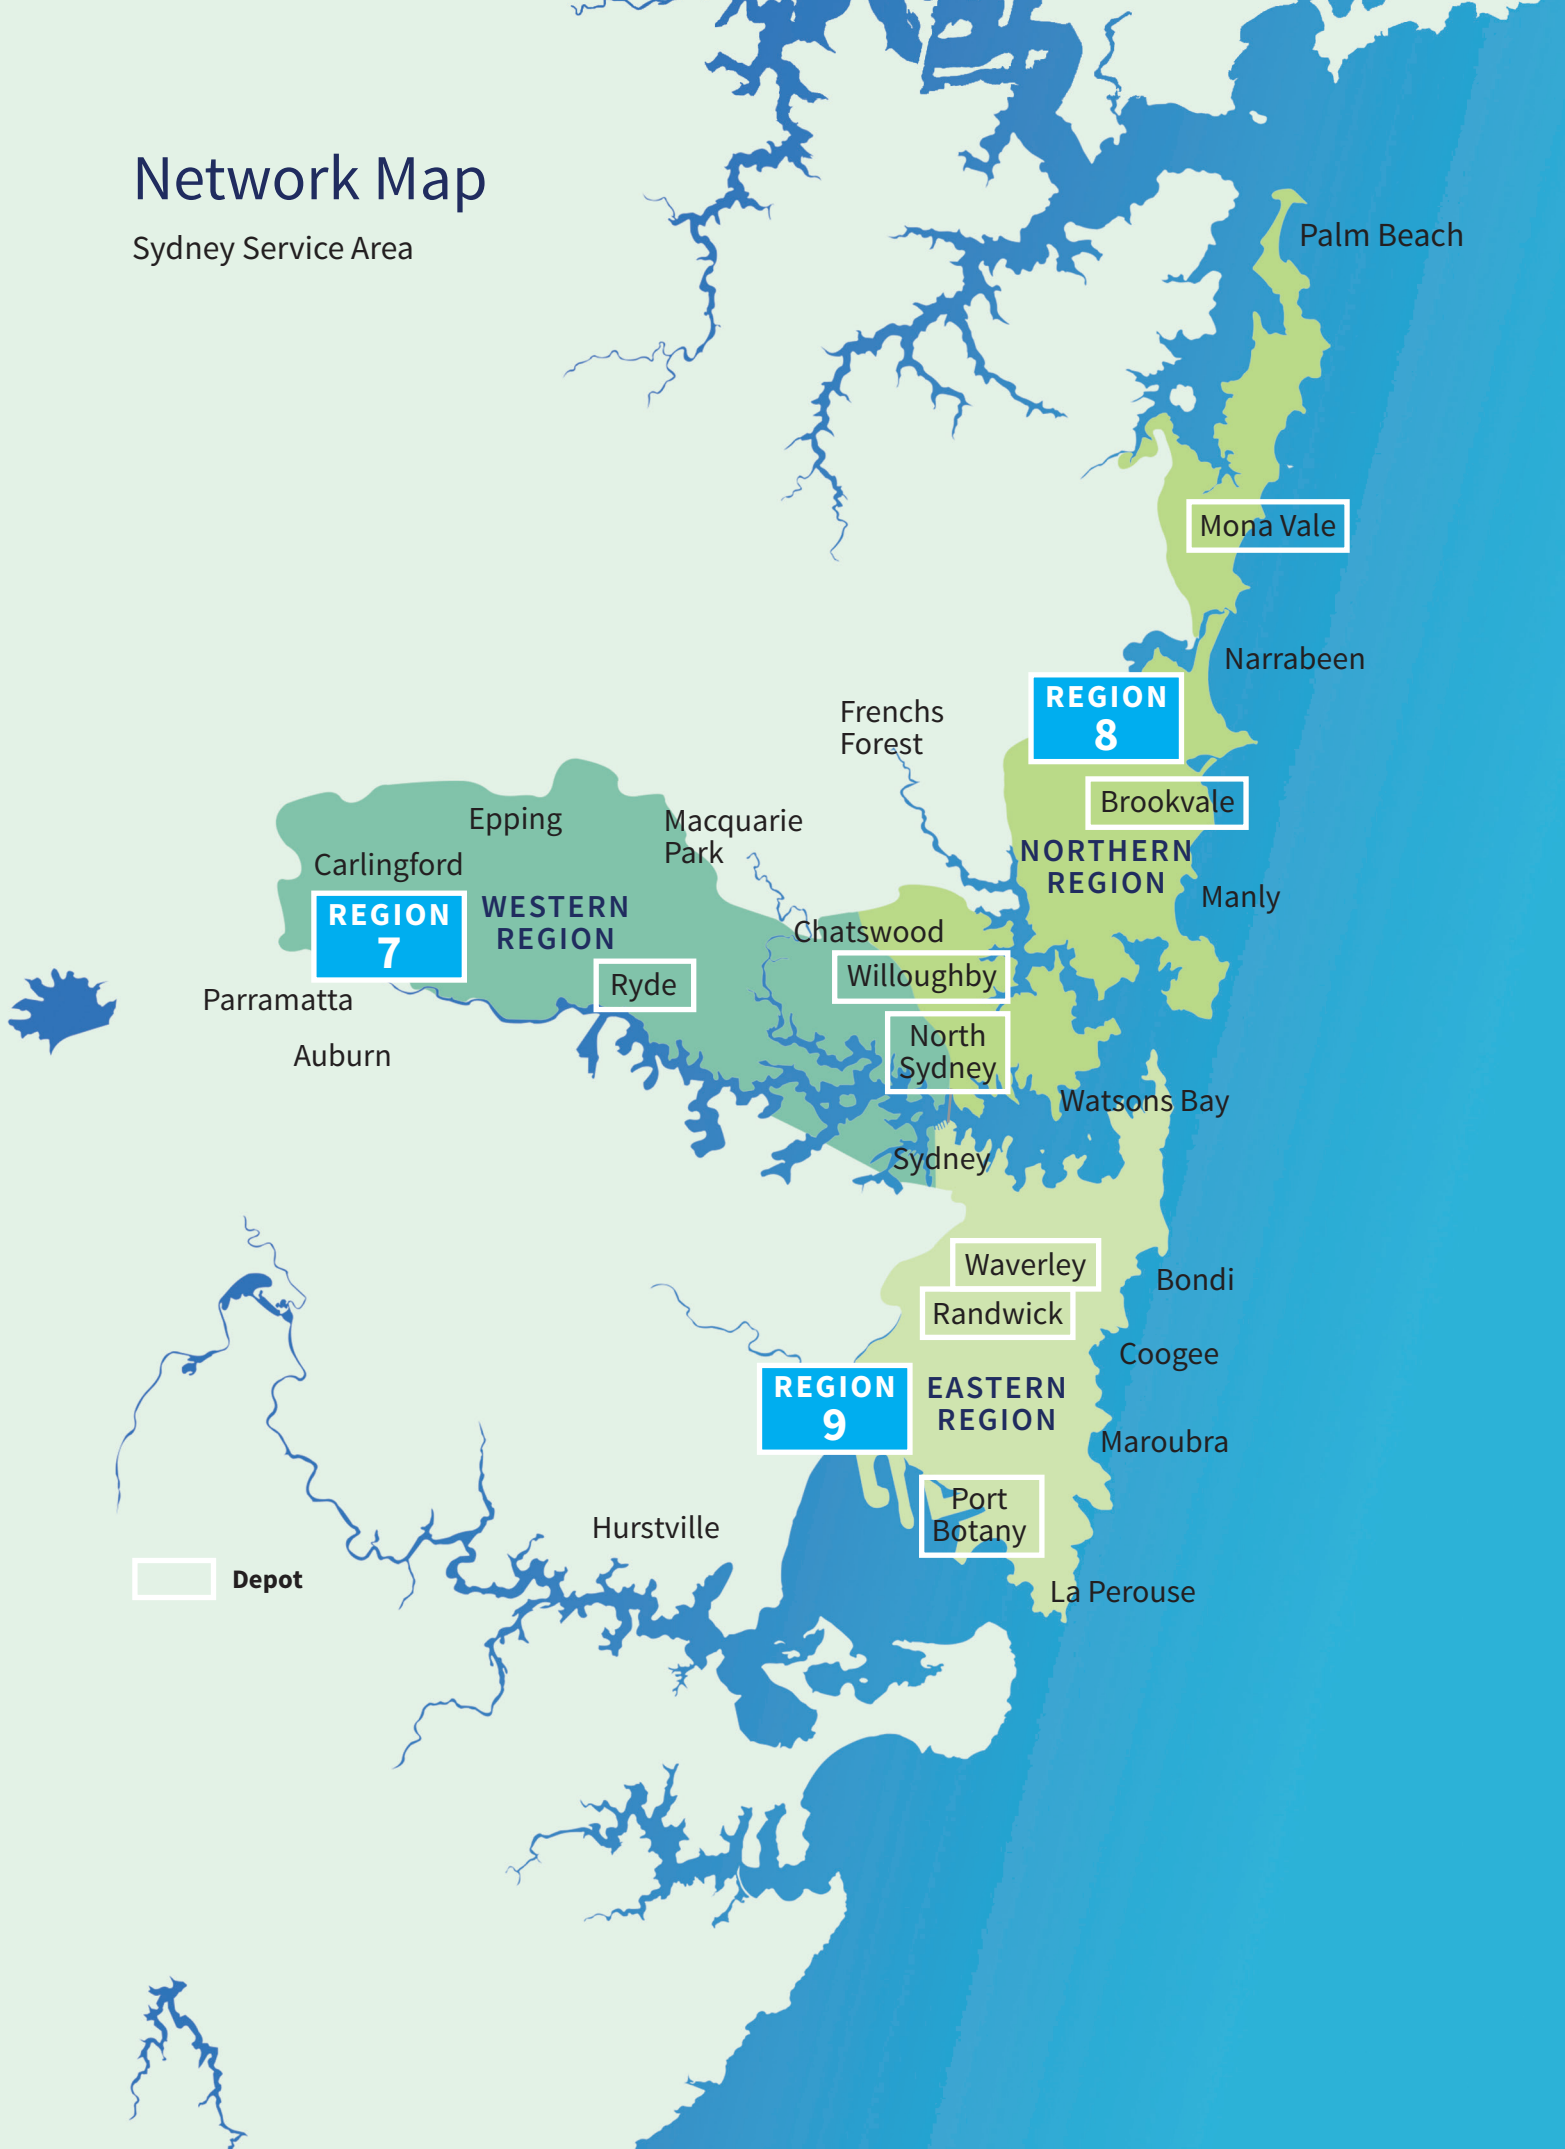 Network Map
Sydney Service Area
Palm Beach
Mona Vale
Narrabeen
REGION
8
Frenchs
Forest
Brookvale
Epping
Macquarie
Park
NORTHERN
REGION
Carlingford
Manly
REGION
7
WESTERN
REGION
Chatswood
Willoughby
Ryde
Parramatta
North
Sydney
Auburn
Watsons Bay
Sydney
Waverley
Bondi
Randwick
Coogee
REGION
9
EASTERN
REGION
Maroubra
Port
Botany
Hurstville
Depot
La Perouse